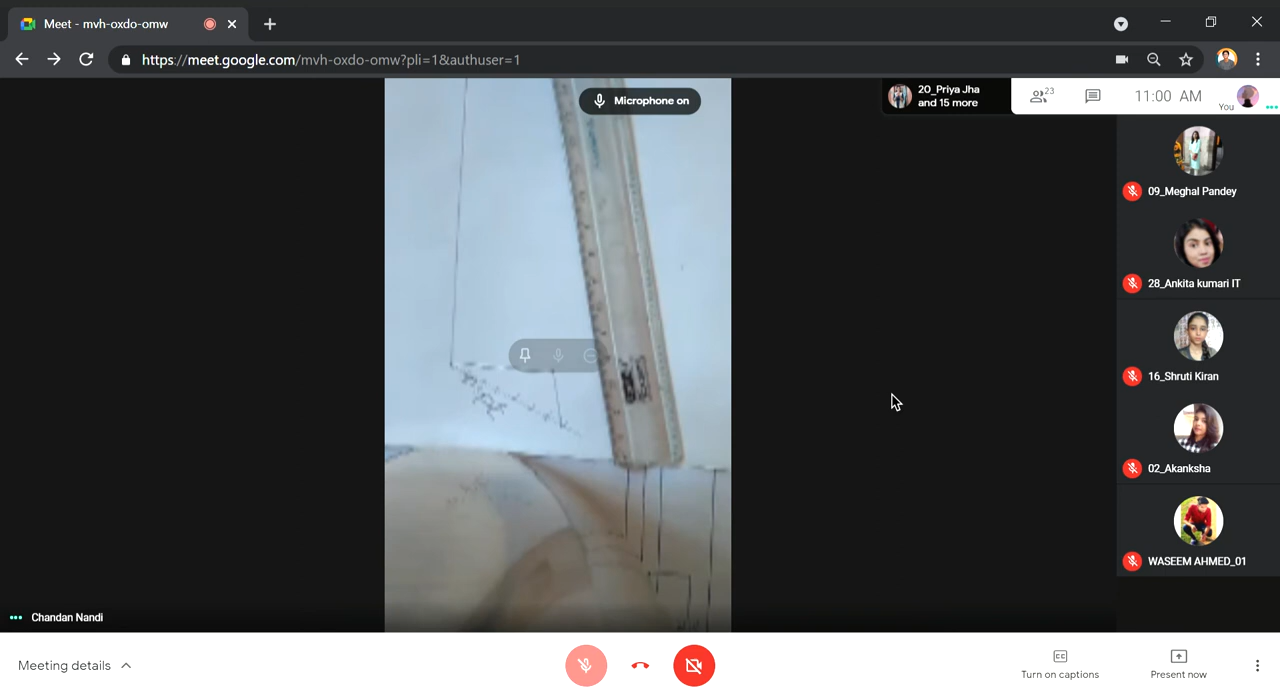 Meet - mvh-oxdo-omw
https://meet.google.com/mvh-oxdo-omw?pli=1&authuser=1
Microphone on
20_Priya Jha
and 15 more
23
11:00 AM
You
09_Meghal Pandey
28_Ankita kumari IT
16_Shruti Kiran
02_Akanksha
WASEEM AHMED_01
Chandan Nandi
Meeting details
Turn on captions
Present now